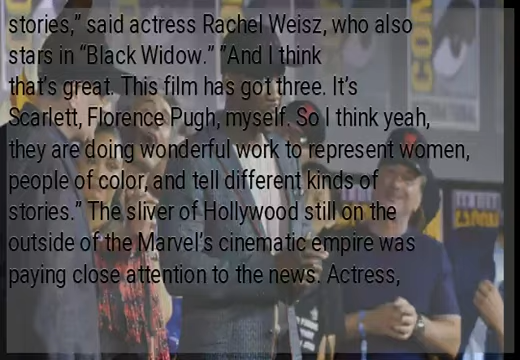 stories,” said actress Rachel Weisz, who also
stars in “Black Widow.” ”And I think
that’s great. This film has got three. It’s
Scarlett, Florence Pugh, myself. So I think yeah,
they are doing wonderful work to represent women,
people of color, and tell different kinds of
stories.” The sliver of Hollywood still on the
outside of the Marvel’s cinematic empire was
paying close attention to the news. Actress,
CON